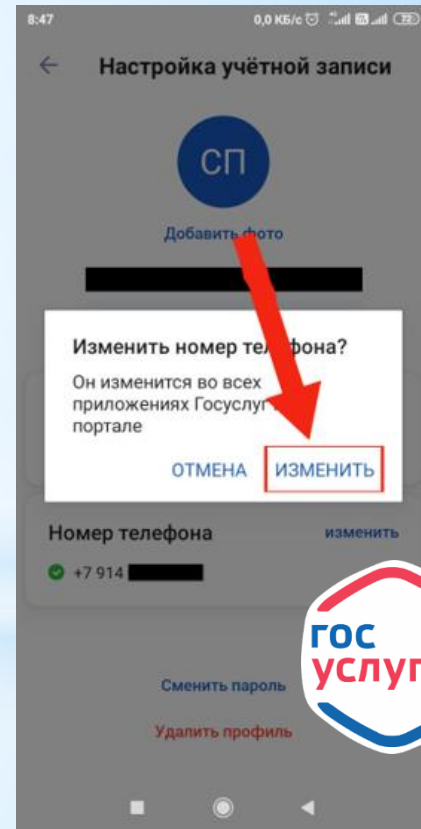 8:47
0,0 КБ/с
22
Настройка учётной записи
СП
Добавить фото
Изменить номер телефона?
Он изменится во всех
приложениях Госуслуг
портале
ОТМЕНА ИЗМЕНИТЬ
Номер телефона изменить
+7 914
гос
услуг
Сменить пароль
Удалить профиль